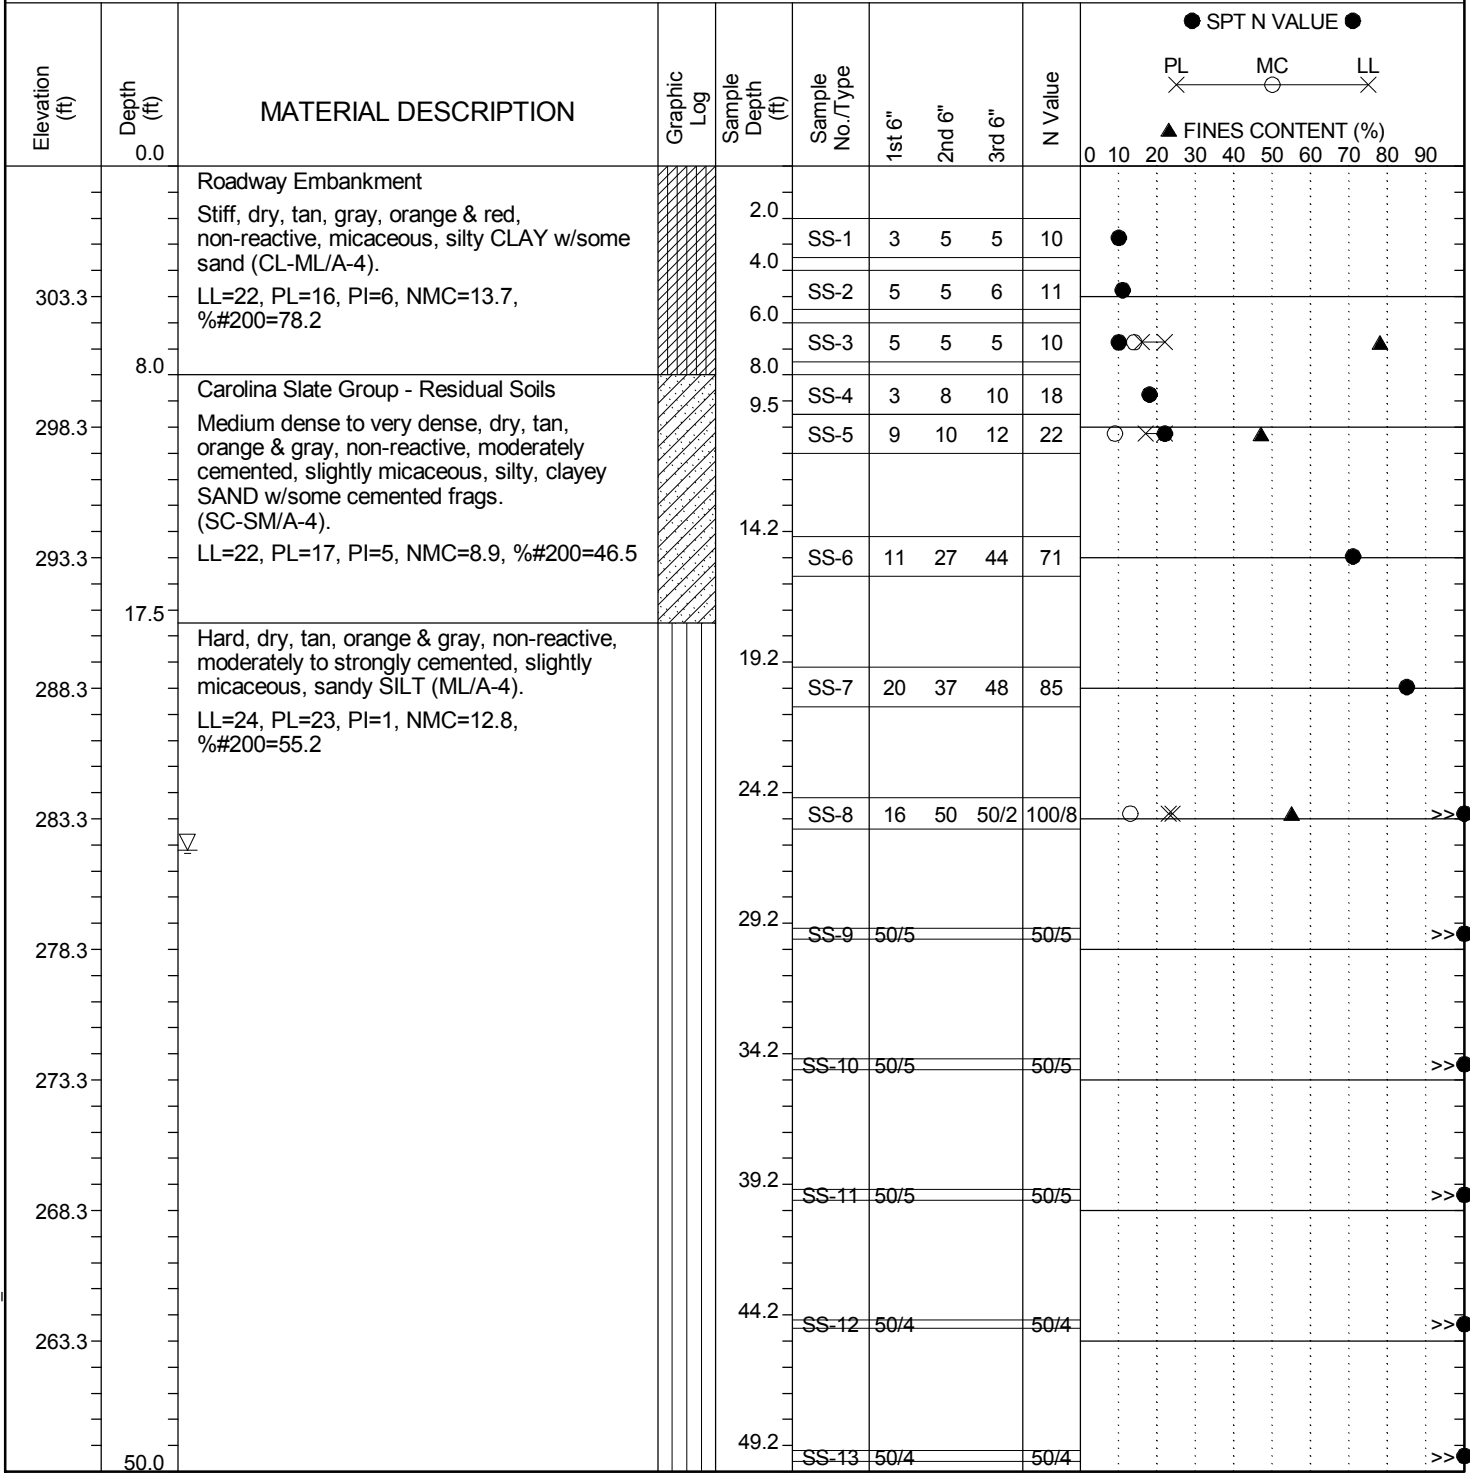 ● SPT N VALUE ●
PL MC LL
▲ FINES CONTENT (%)
0 10 20 30 40 50 60 70 80 90
Elevation (ft)
Depth (ft)
0.0
MATERIAL DESCRIPTION
Graphic Log
Sample Depth (ft)
Sample No./Type
1st 6"
2nd 6"
3rd 6"
N Value
Roadway Embankment
Stiff, dry, tan, gray, orange & red,
non-reactive, micaceous, silty CLAY w/some
sand (CL-ML/A-4).
LL=22, PL=16, PI=6, NMC=13.7,
%#200=78.2
8.0
Carolina Slate Group - Residual Soils
Medium dense to very dense, dry, tan,
orange & gray, non-reactive, moderately
cemented, slightly micaceous, silty, clayey
SAND w/some cemented frags.
(SC-SM/A-4).
LL=22, PL=17, PI=5, NMC=8.9, %#200=46.5
17.5
Hard, dry, tan, orange & gray, non-reactive,
moderately to strongly cemented, slightly
micaceous, sandy SILT (ML/A-4).
LL=24, PL=23, PI=1, NMC=12.8,
%#200=55.2
50.0
303.3
298.3
293.3
288.3
283.3
278.3
273.3
268.3
263.3
2.0
SS-1 3 5 5 10
4.0
SS-2 5 5 6 11
6.0
SS-3 5 5 5 10
8.0
SS-4 3 8 10 18
9.5
SS-5 9 10 12 22
14.2
SS-6 11 27 44 71
19.2
SS-7 20 37 48 85
24.2
SS-8 16 50 50/2 100/8 >>
29.2
SS-9 50/5 50/5 >>
34.2
SS-10 50/5 50/5 >>
39.2
SS-11 50/5 50/5 >>
44.2
SS-12 50/4 50/4 >>
49.2
SS-13 50/4 50/4 >>